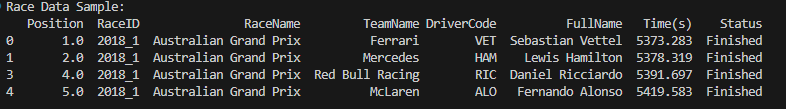 Race Data Sample:
Position RaceID RaceName TeamName DriverCode FullName Time(s) Status
0 1.0 2018_1 Australian Grand Prix Ferrari VET Sebastian Vettel 5373.283 Finished
1 2.0 2018_1 Australian Grand Prix Mercedes HAM Lewis Hamilton 5378.319 Finished
3 4.0 2018_1 Australian Grand Prix Red Bull Racing RIC Daniel Ricciardo 5391.697 Finished
4 5.0 2018_1 Australian Grand Prix McLaren ALO Fernando Alonso 5419.583 Finished